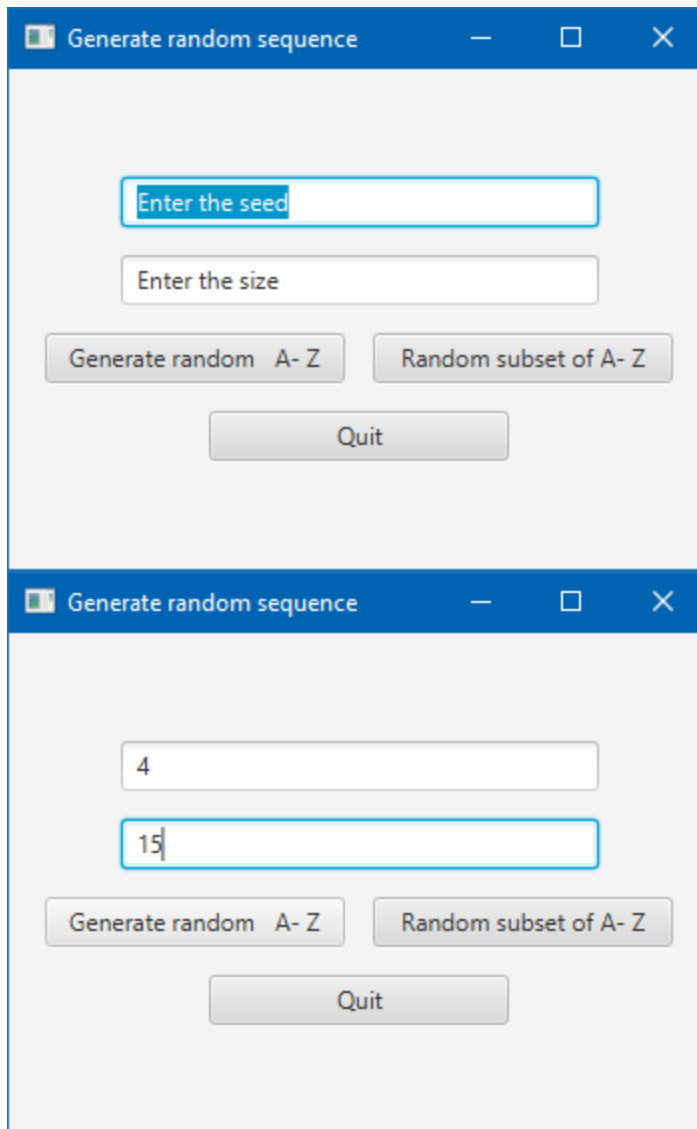 Generate random sequence
Enter the seed
Enter the size
Generate random   A- Z   Random subset of A- Z
Quit
Generate random sequence
4
15
Generate random   A- Z   Random subset of A- Z
Quit